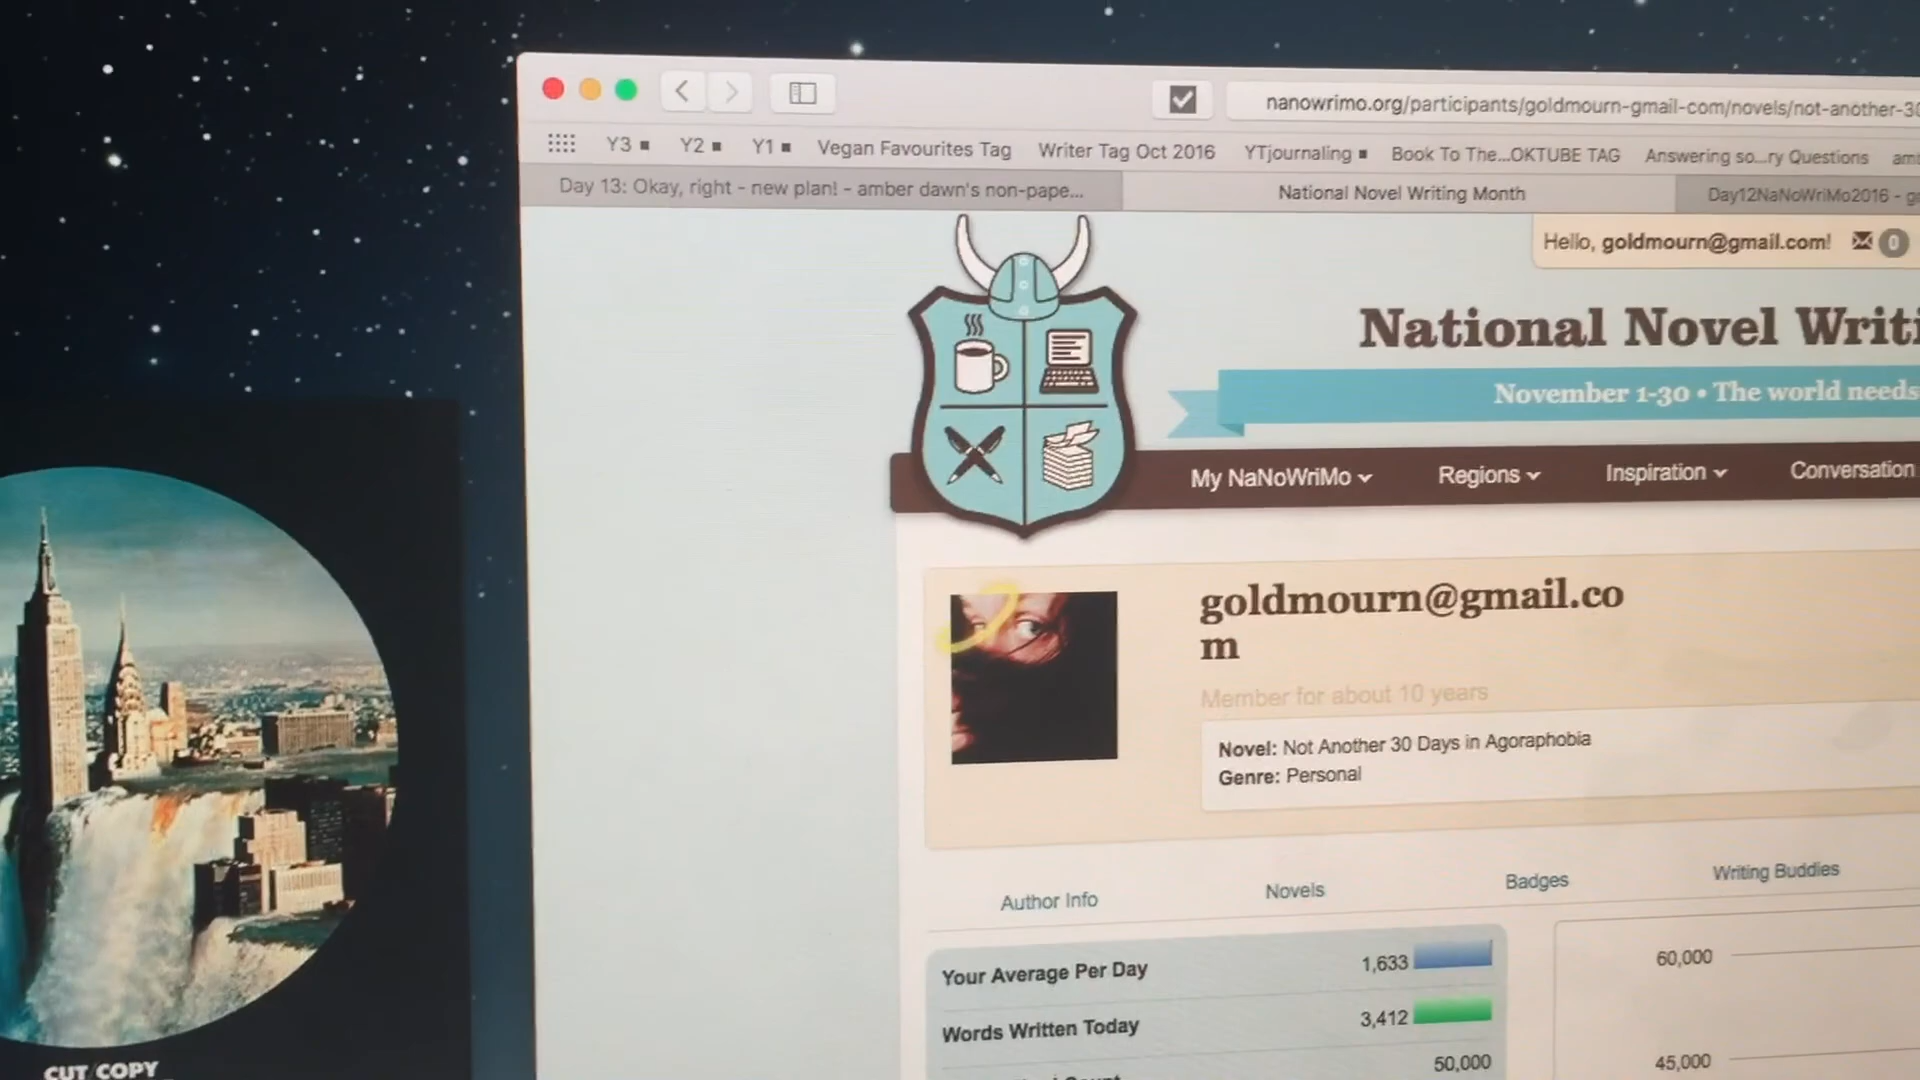 nanowrimo.org/participants/goldmourn-gmail-com/novels/not-another-30
Y3 Y2 Y1 Vegan Favourites Tag Writer Tag Oct 2016 YTjournaling Book To The...OKTUBE TAG Answering so...ry Questions am
Day 13: Okay, right - new plan! - amber dawn's non-pape...
National Novel Writing Month
Day12NaNoWriMo2016 - g
Hello, goldmourn@gmail.com! 0
National Novel Writi
November 1-30 • The world needs
My NaNoWriMo Regions Inspiration Conversation
goldmourn@gmail.co
m
Member for about 10 years
Novel: Not Another 30 Days in Agoraphobia
Genre: Personal
Author Info Novels Badges Writing Buddies
Your Average Per Day 1,633
Words Written Today 3,412
50,000
60,000
45,000
CUT COPY